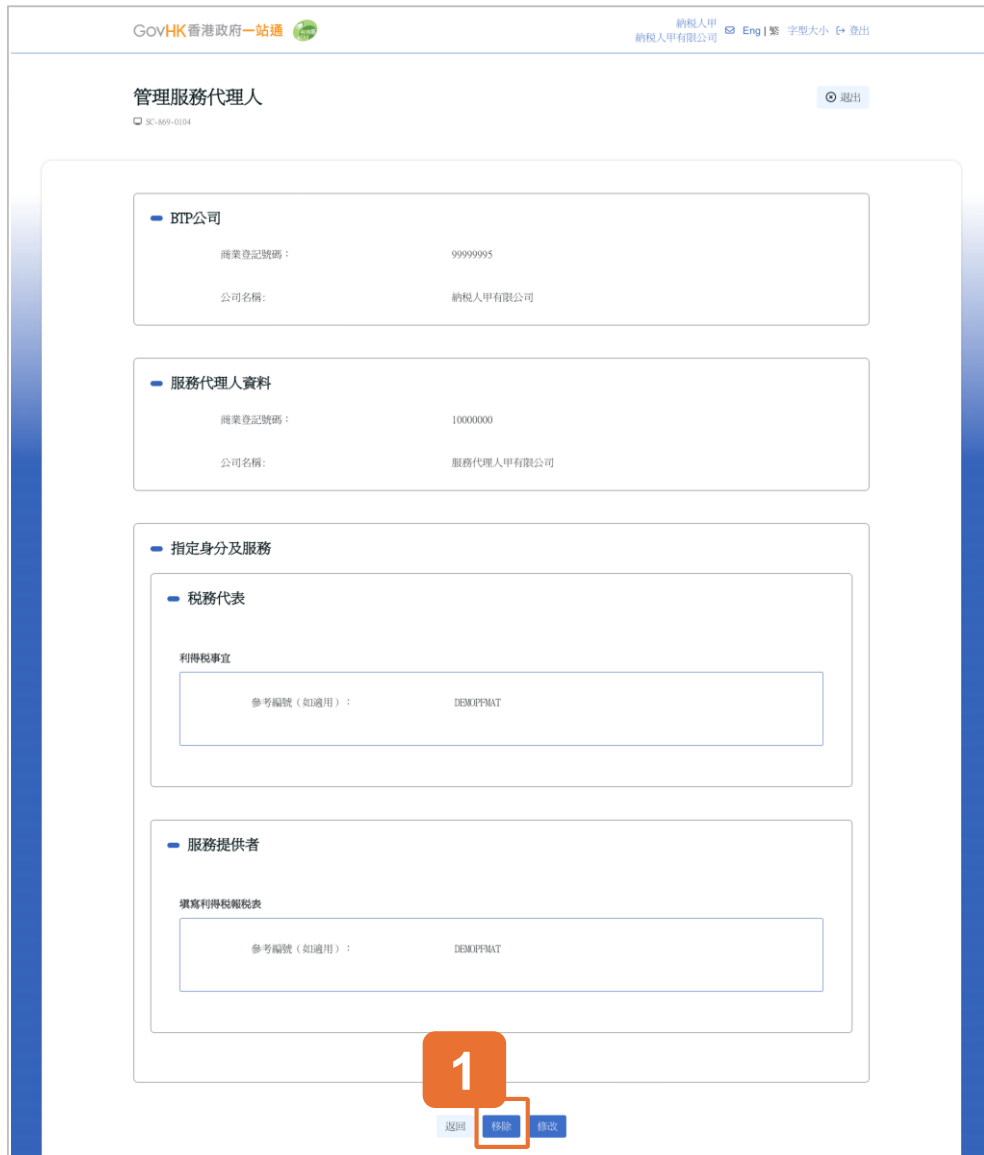 GovHK香港政府一站通
納稅人甲
納稅人甲有限公司
Eng | 繁 字型大小 登出
管理服務代理人
退出
SC-869-0104
BTP公司
商業登記號碼：
99999995
公司名稱:
納稅人甲有限公司
服務代理人資料
商業登記號碼：
10000000
公司名稱:
服務代理人甲有限公司
指定身分及服務
稅務代表
利得稅事宜
參考編號（如適用）：
DEMOPFMAT
服務提供者
填寫利得稅報稅表
參考編號（如適用）：
DEMOPFMAT
1
返回 移除 修改